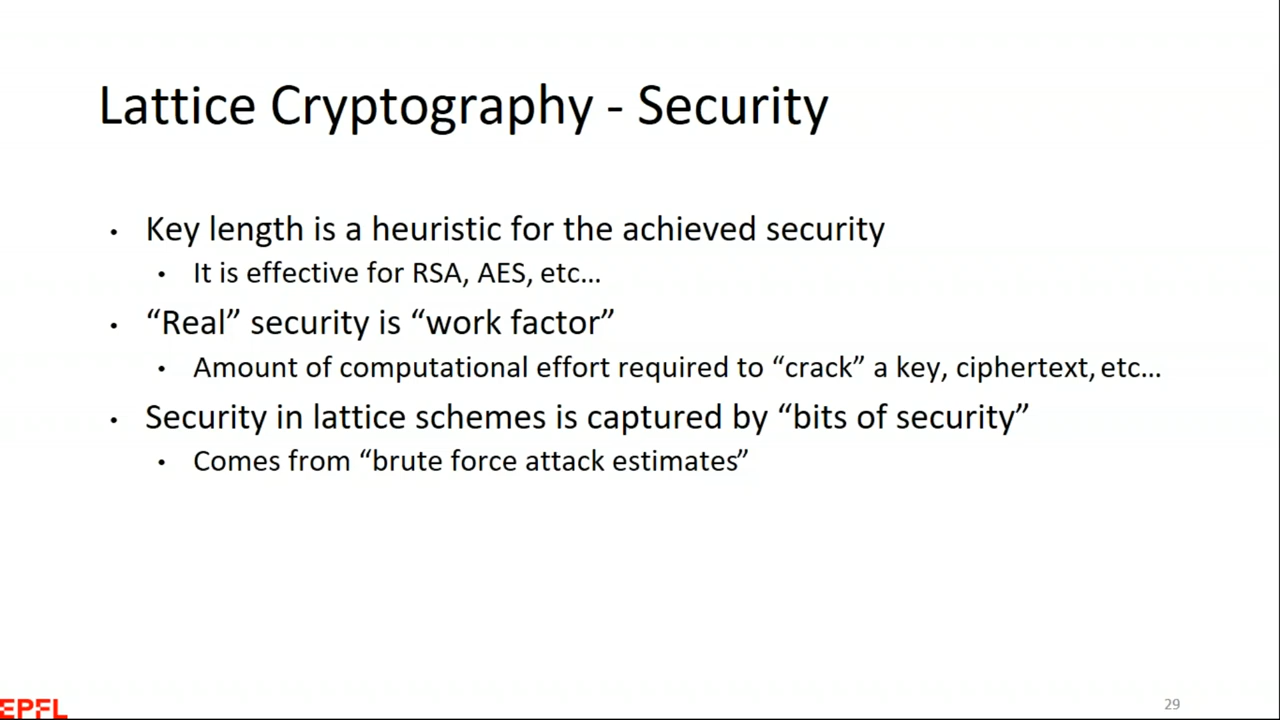 Lattice Cryptography - Security
• Key length is a heuristic for the achieved security
• It is effective for RSA, AES, etc...
• “Real” security is “work factor”
• Amount of computational effort required to “crack” a key, ciphertext, etc...
• Security in lattice schemes is captured by “bits of security”
• Comes from “brute force attack estimates”
EPFL
29